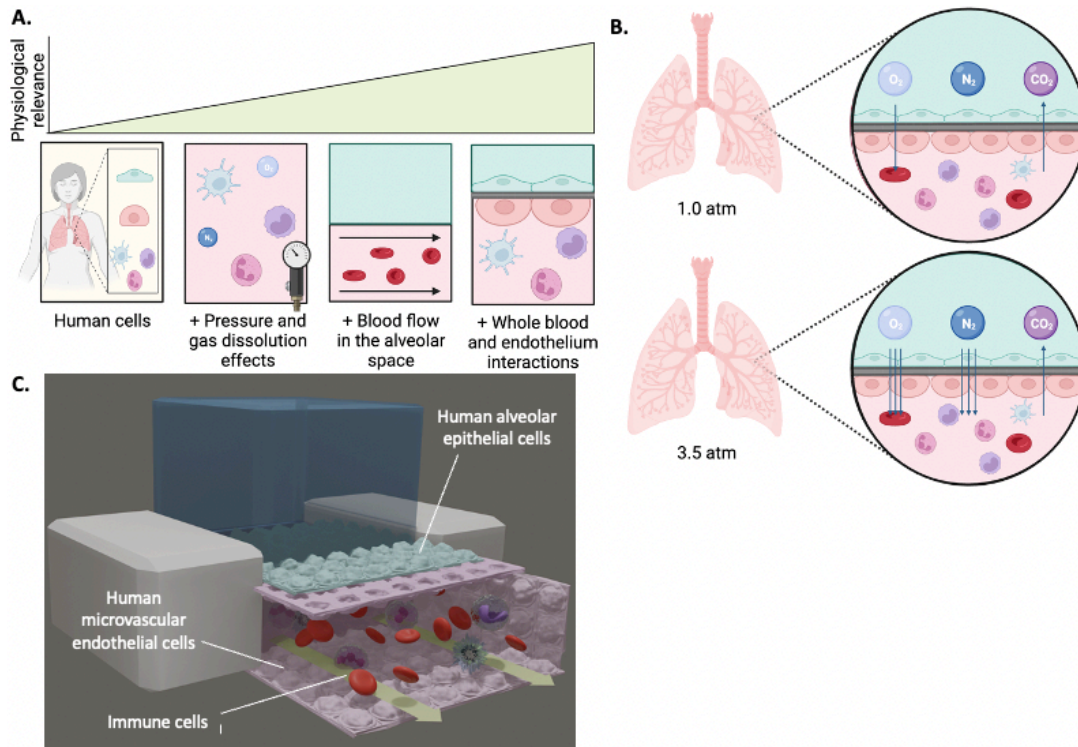 A.
Physiological
relevance
O₂
N₂
Human cells
+ Pressure and
gas dissolution
effects
+ Blood flow
in the alveolar
space
+ Whole blood
and endothelium
interactions
B.
O₂ N₂ CO₂
1.0 atm
O₂ N₂ CO₂
3.5 atm
C.
Human alveolar
epithelial cells
Human
microvascular
endothelial cells
Immune cells